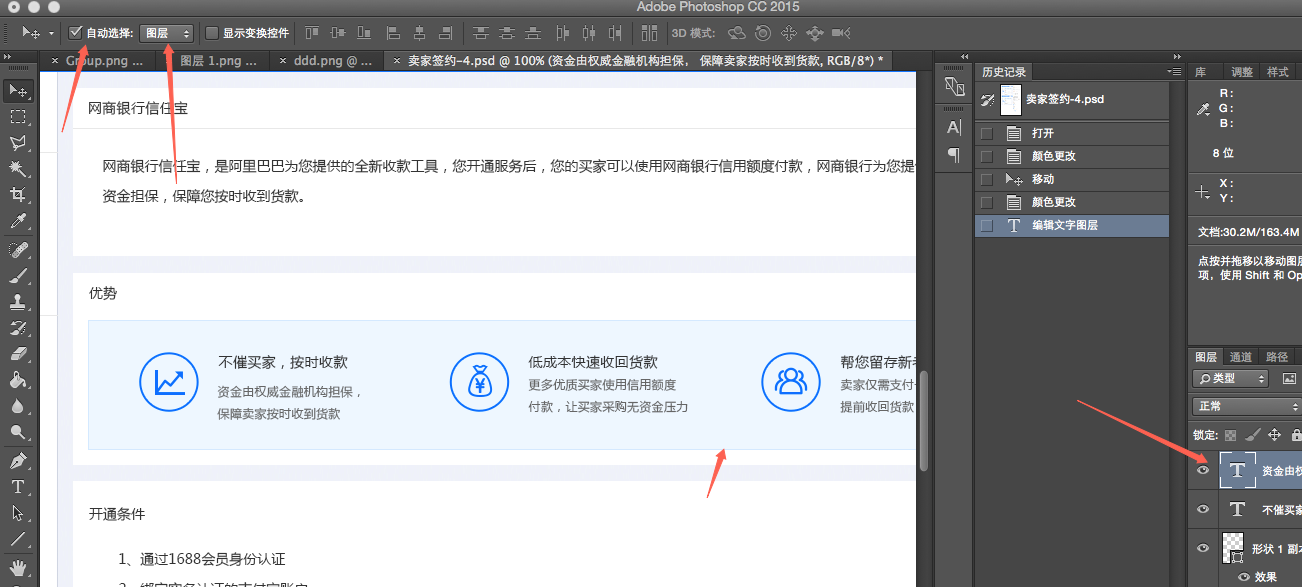 Adobe Photoshop CC 2015
自动选择: 图层 显示变换控件 3D 模式:
× Group.png ... 图层 1.png ... × ddd.png @ ... × 卖家签约-4.psd @ 100% (资金由权威金融机构担保， 保障卖家按时收到货款, RGB/8*) *
网商银行信任宝
网商银行信任宝，是阿里巴巴为您提供的全新收款工具，您开通服务后，您的买家可以使用网商银行信用额度付款，网商银行为您提
资金担保，保障您按时收到货款。
优势
不催买家，按时收款
资金由权威金融机构担保，
保障卖家按时收到货款
低成本快速收回货款
更多优质买家使用信用额度
付款，让买家采购无资金压力
帮您留存新
卖家仅需支付
提前收回货款
开通条件
1、通过1688会员身份认证
历史记录
卖家签约-4.psd
打开
颜色更改
移动
颜色更改
T 编辑文字图层
A
库 调整 样式
R:
G:
B:
8 位
X:
Y:
文档:30.2M/163.4M
点按并拖移以移动图层
项，使用 Shift 和 Op
图层 通道 路径
类型
正常
锁定:
T 资金由权
T 不催买家
形状 1 副本
效果